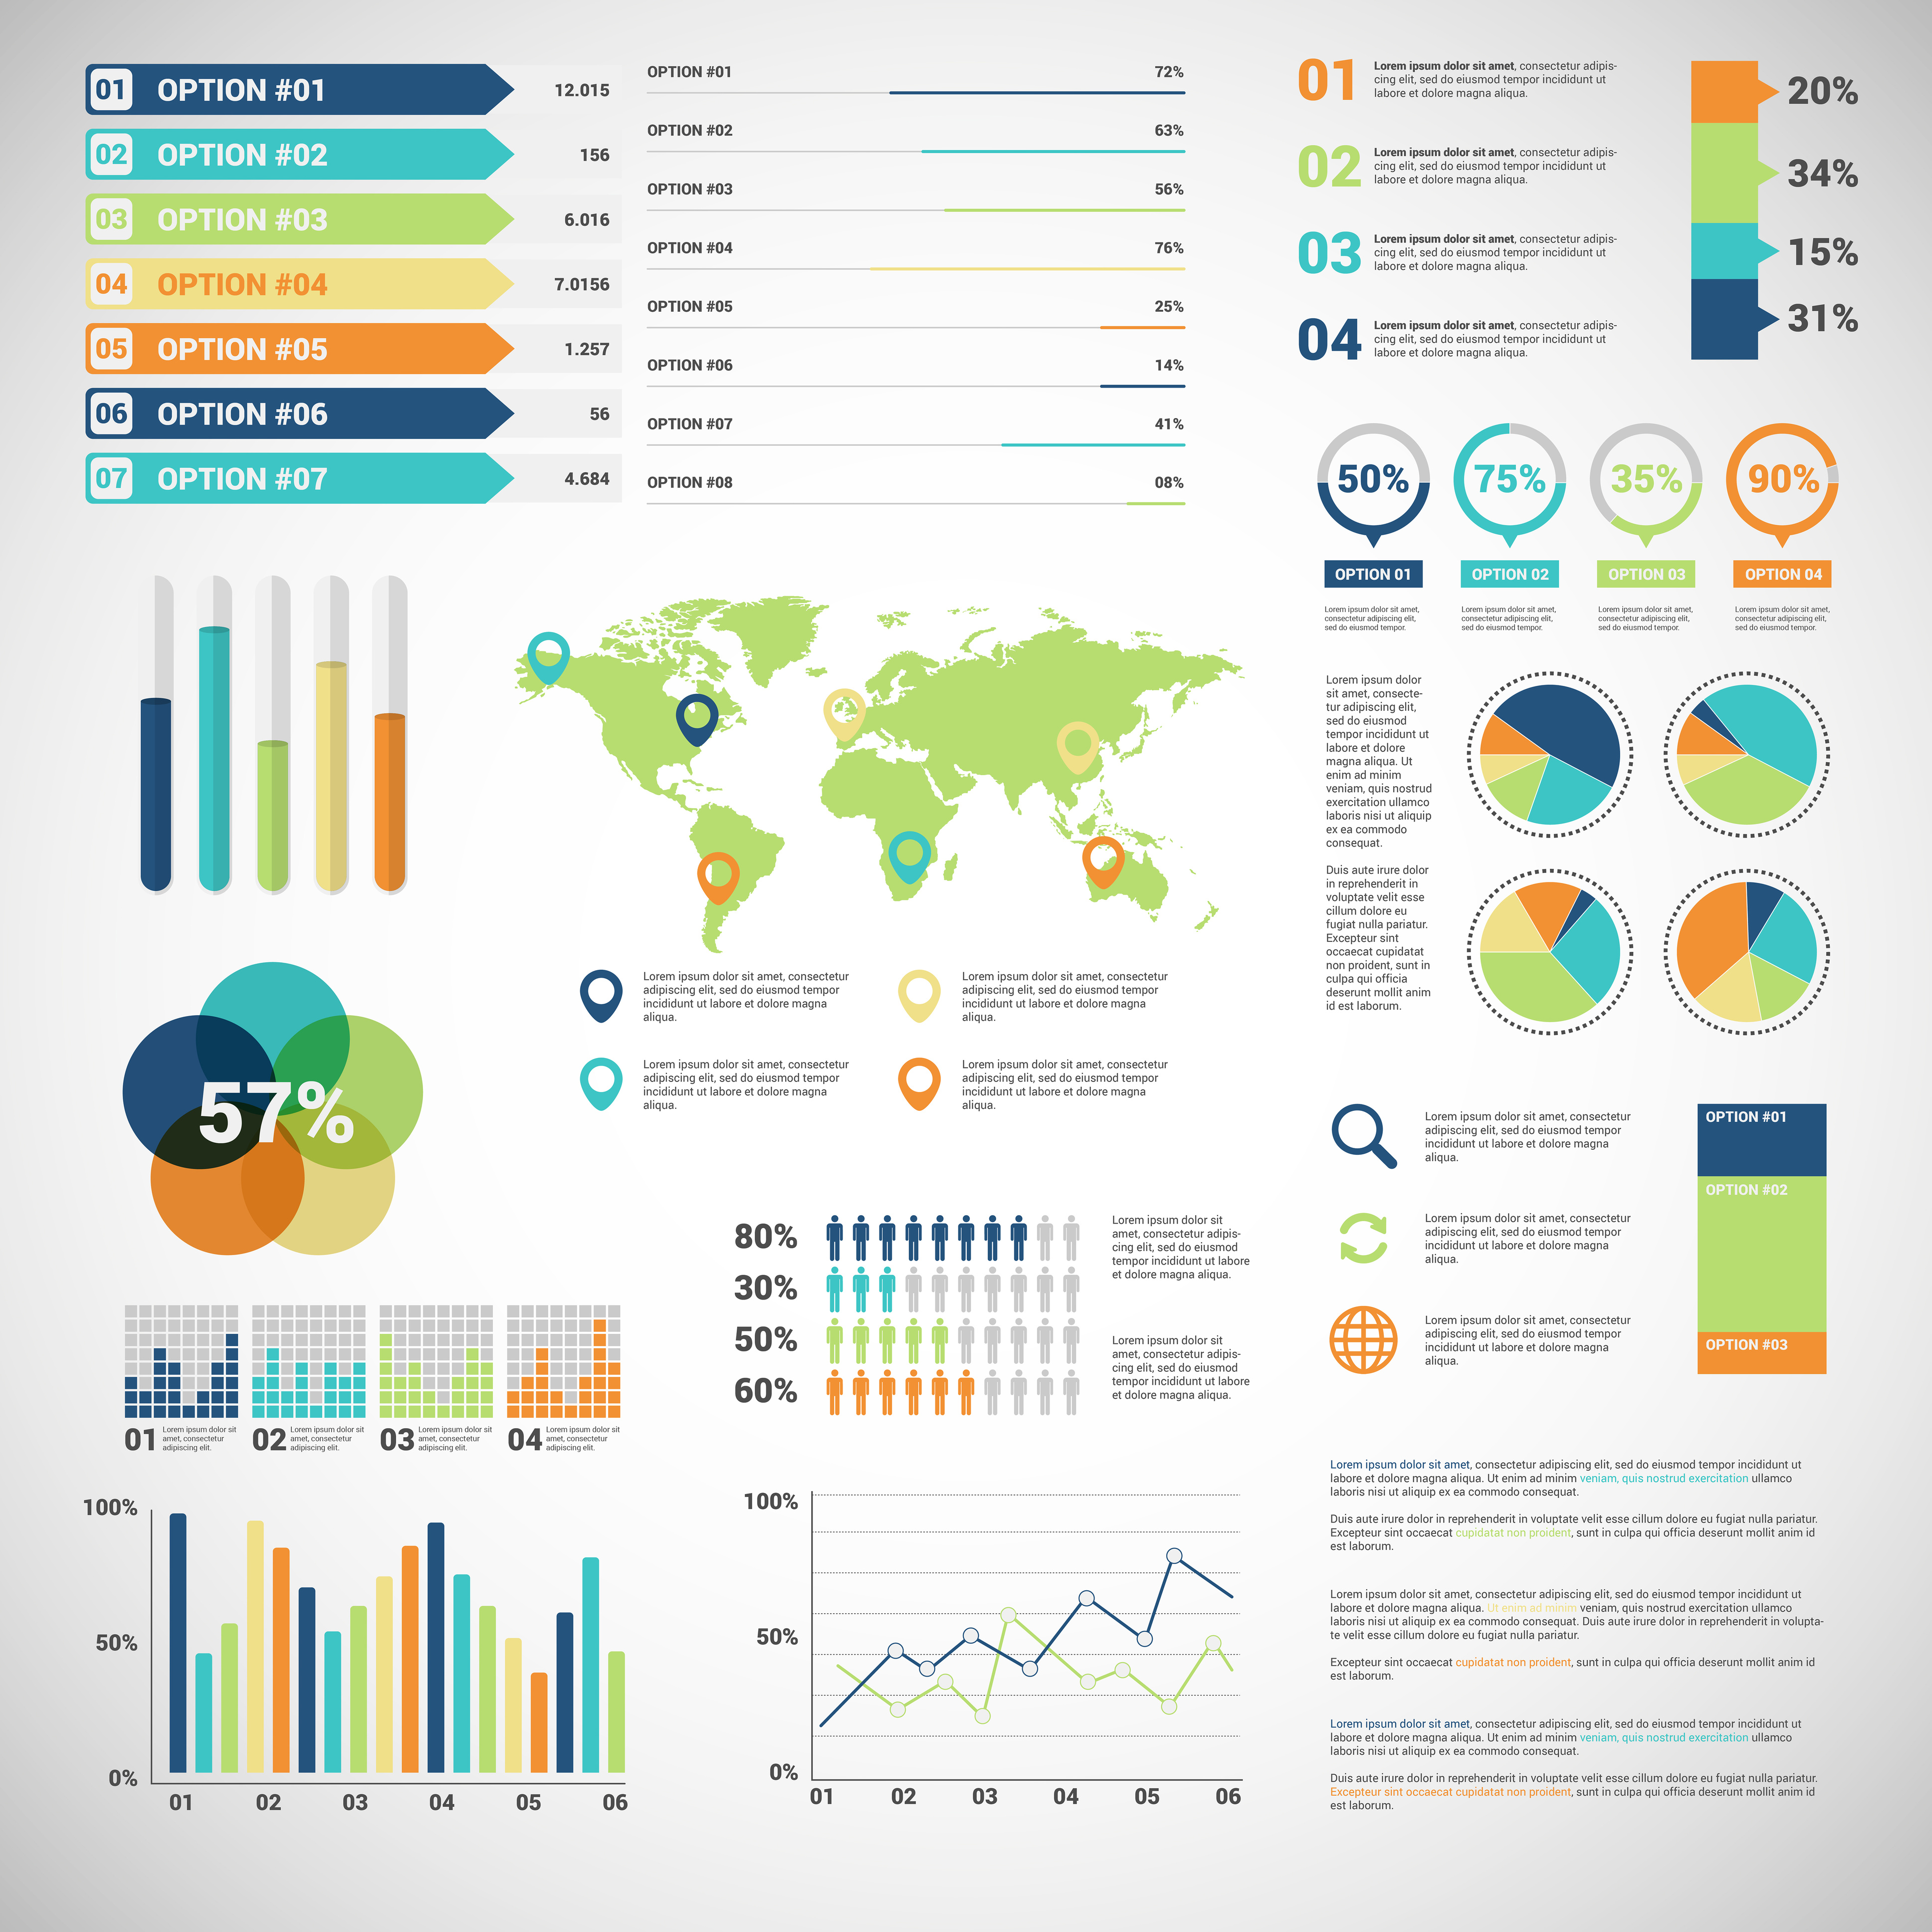 01 OPTION #01 12.015
02 OPTION #02 156
03 OPTION #03 6.016
04 OPTION #04 7.0156
05 OPTION #05 1.257
06 OPTION #06 56
07 OPTION #07 4.684
OPTION #01 72%
OPTION #02 63%
OPTION #03 56%
OPTION #04 76%
OPTION #05 25%
OPTION #06 14%
OPTION #07 41%
OPTION #08 08%
01
Lorem ipsum dolor sit amet, consectetur adipis-
cing elit, sed do eiusmod tempor incididunt ut
labore et dolore magna aliqua.
02
Lorem ipsum dolor sit amet, consectetur adipis-
cing elit, sed do eiusmod tempor incididunt ut
labore et dolore magna aliqua.
03
Lorem ipsum dolor sit amet, consectetur adipis-
cing elit, sed do eiusmod tempor incididunt ut
labore et dolore magna aliqua.
04
Lorem ipsum dolor sit amet, consectetur adipis-
cing elit, sed do eiusmod tempor incididunt ut
labore et dolore magna aliqua.
20%
34%
15%
31%
50% 75% 35% 90%
OPTION 01 OPTION 02 OPTION 03 OPTION 04
Lorem ipsum dolor sit amet,
consectetur adipiscing elit,
sed do eiusmod tempor.
Lorem ipsum dolor sit amet,
consectetur adipiscing elit,
sed do eiusmod tempor.
Lorem ipsum dolor sit amet,
consectetur adipiscing elit,
sed do eiusmod tempor.
Lorem ipsum dolor sit amet,
consectetur adipiscing elit,
sed do eiusmod tempor.
Lorem ipsum dolor
sit amet, consecte-
tur adipiscing elit,
sed do eiusmod
tempor incididunt ut
labore et dolore
magna aliqua. Ut
enim ad minim
veniam, quis nostrud
exercitation ullamco
laboris nisi ut aliquip
ex ea commodo
consequat.
Duis aute irure dolor
in reprehenderit in
voluptate velit esse
cillum dolore eu
fugiat nulla pariatur.
Excepteur sint
occaecat cupidatat
non proident, sunt in
culpa qui officia
deserunt mollit anim
id est laborum.
57%
Lorem ipsum dolor sit amet, consectetur
adipiscing elit, sed do eiusmod tempor
incididunt ut labore et dolore magna
aliqua.
Lorem ipsum dolor sit amet, consectetur
adipiscing elit, sed do eiusmod tempor
incididunt ut labore et dolore magna
aliqua.
Lorem ipsum dolor sit amet, consectetur
adipiscing elit, sed do eiusmod tempor
incididunt ut labore et dolore magna
aliqua.
Lorem ipsum dolor sit amet, consectetur
adipiscing elit, sed do eiusmod tempor
incididunt ut labore et dolore magna
aliqua.
Lorem ipsum dolor sit amet, consectetur
adipiscing elit, sed do eiusmod tempor
incididunt ut labore et dolore magna
aliqua.
Lorem ipsum dolor sit amet, consectetur
adipiscing elit, sed do eiusmod tempor
incididunt ut labore et dolore magna
aliqua.
Lorem ipsum dolor sit amet, consectetur
adipiscing elit, sed do eiusmod tempor
incididunt ut labore et dolore magna
aliqua.
OPTION #01
OPTION #02
OPTION #03
80%
30%
50%
60%
Lorem ipsum dolor sit
amet, consectetur adipis-
cing elit, sed do eiusmod
tempor incididunt ut labore
et dolore magna aliqua.
Lorem ipsum dolor sit
amet, consectetur adipis-
cing elit, sed do eiusmod
tempor incididunt ut labore
et dolore magna aliqua.
01
Lorem ipsum dolor sit
amet, consectetur
adipiscing elit.
02
Lorem ipsum dolor sit
amet, consectetur
adipiscing elit.
03
Lorem ipsum dolor sit
amet, consectetur
adipiscing elit.
04
Lorem ipsum dolor sit
amet, consectetur
adipiscing elit.
100%
50%
0%
01 02 03 04 05 06
100%
50%
0%
01 02 03 04 05 06
Lorem ipsum dolor sit amet, consectetur adipiscing elit, sed do eiusmod tempor incididunt ut
labore et dolore magna aliqua. Ut enim ad minim veniam, quis nostrud exercitation ullamco
laboris nisi ut aliquip ex ea commodo consequat.
Duis aute irure dolor in reprehenderit in voluptate velit esse cillum dolore eu fugiat nulla pariatur.
Excepteur sint occaecat cupidatat non proident, sunt in culpa qui officia deserunt mollit anim id
est laborum.
Lorem ipsum dolor sit amet, consectetur adipiscing elit, sed do eiusmod tempor incididunt ut
labore et dolore magna aliqua. Ut enim ad minim veniam, quis nostrud exercitation ullamco
laboris nisi ut aliquip ex ea commodo consequat. Duis aute irure dolor in reprehenderit in volupta-
te velit esse cillum dolore eu fugiat nulla pariatur.
Excepteur sint occaecat cupidatat non proident, sunt in culpa qui officia deserunt mollit anim id
est laborum.
Lorem ipsum dolor sit amet, consectetur adipiscing elit, sed do eiusmod tempor incididunt ut
labore et dolore magna aliqua. Ut enim ad minim veniam, quis nostrud exercitation ullamco
laboris nisi ut aliquip ex ea commodo consequat.
Duis aute irure dolor in reprehenderit in voluptate velit esse cillum dolore eu fugiat nulla pariatur.
Excepteur sint occaecat cupidatat non proident, sunt in culpa qui officia deserunt mollit anim id
est laborum.